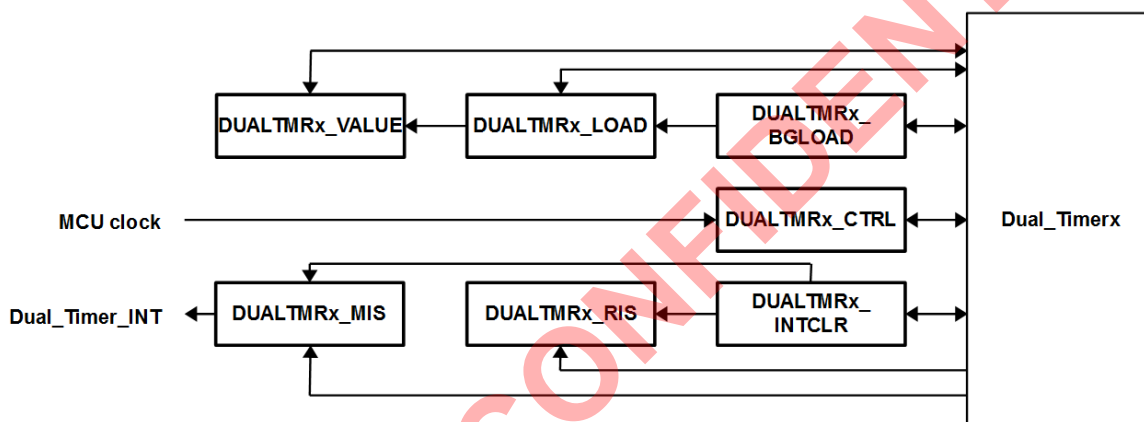 DUALTMRx_VALUE
DUALTMRx_LOAD
DUALTMRx_
BGLOAD
MCU clock
DUALTMRx_CTRL
Dual_Timerx
Dual_Timer_INT
DUALTMRx_MIS
DUALTMRx_RIS
DUALTMRx_
INTCLR
CONFIDEN